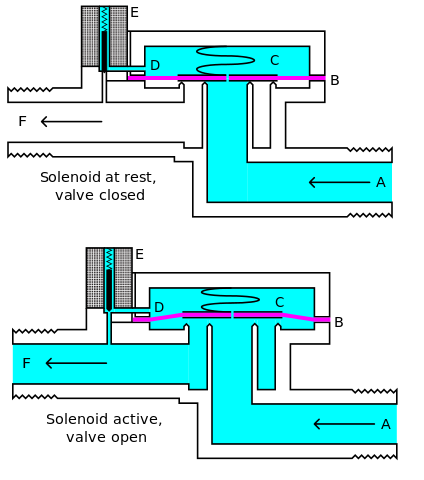 E
C
D
B
F
A
Solenoid at rest,
valve closed
E
C
D
B
F
A
Solenoid active,
valve open